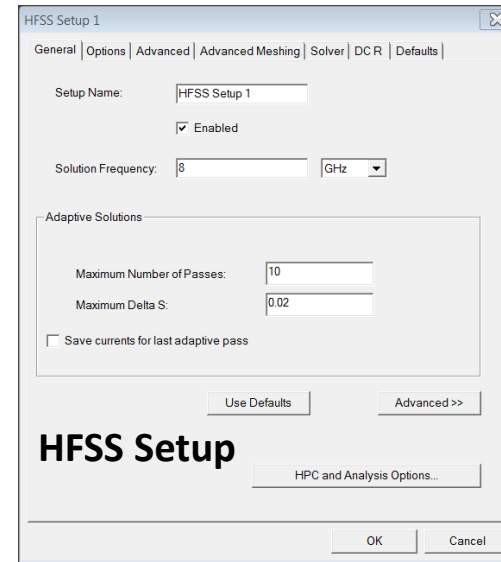 HFSS Setup 1
General Options Advanced Advanced Meshing Solver DC R Defaults
Setup Name: HFSS Setup 1
Enabled
Solution Frequency: 8 GHz
Adaptive Solutions
Maximum Number of Passes: 10
Maximum Delta S: 0.02
Save currents for last adaptive pass
Use Defaults Advanced >>
HFSS Setup
HPC and Analysis Options...
OK Cancel